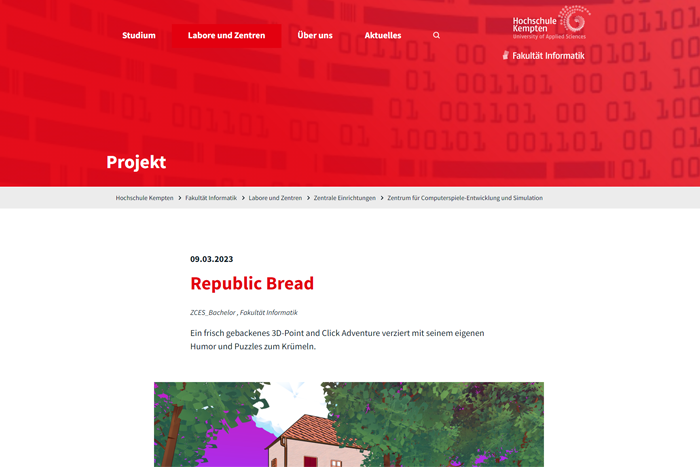 Hochschule
Kempten
University of Applied Sciences
Fakultät Informatik
Studium Labore und Zentren Über uns Aktuelles
Projekt
Hochschule Kempten > Fakultät Informatik > Labore und Zentren > Zentrale Einrichtungen > Zentrum für Computerspiele-Entwicklung und Simulation
09.03.2023
Republic Bread
ZCES_Bachelor , Fakultät Informatik
Ein frisch gebackenes 3D-Point and Click Adventure verziert mit seinem eigenen
Humor und Puzzles zum Krümeln.